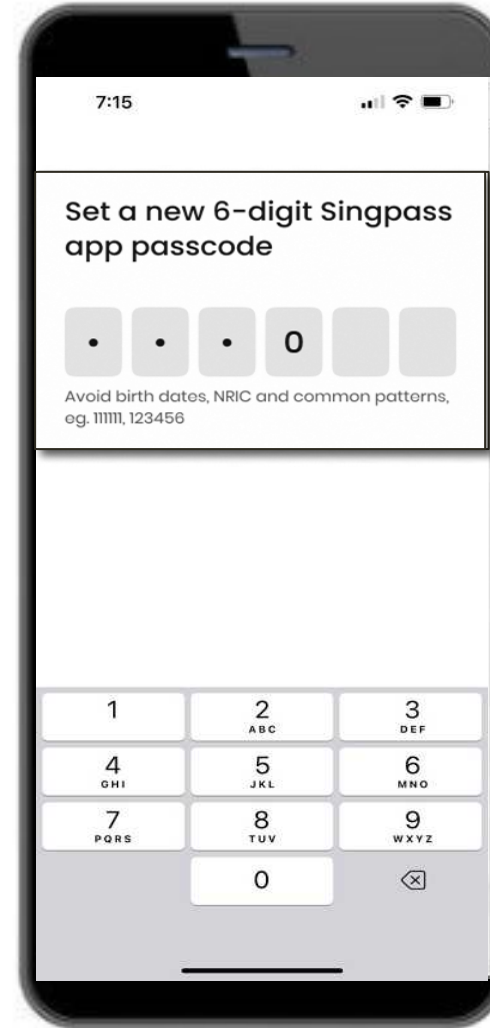 7:15
Set a new 6-digit Singpass
app passcode
• • • 0
Avoid birth dates, NRIC and common patterns,
eg. 111111, 123456
1 2 3
ABC DEF
4 5 6
GHI JKL MNO
7 8 9
PQRS TUV WXYZ
0